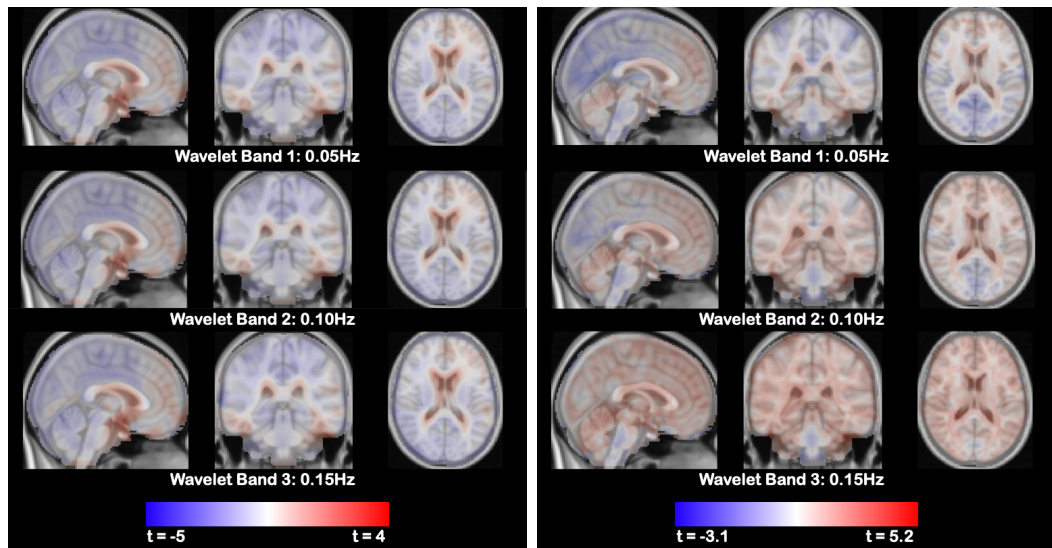 Wavelet Band 1: 0.05Hz
Wavelet Band 2: 0.10Hz
Wavelet Band 3: 0.15Hz
t = -5 t = 4
Wavelet Band 1: 0.05Hz
Wavelet Band 2: 0.10Hz
Wavelet Band 3: 0.15Hz
t = -3.1 t = 5.2